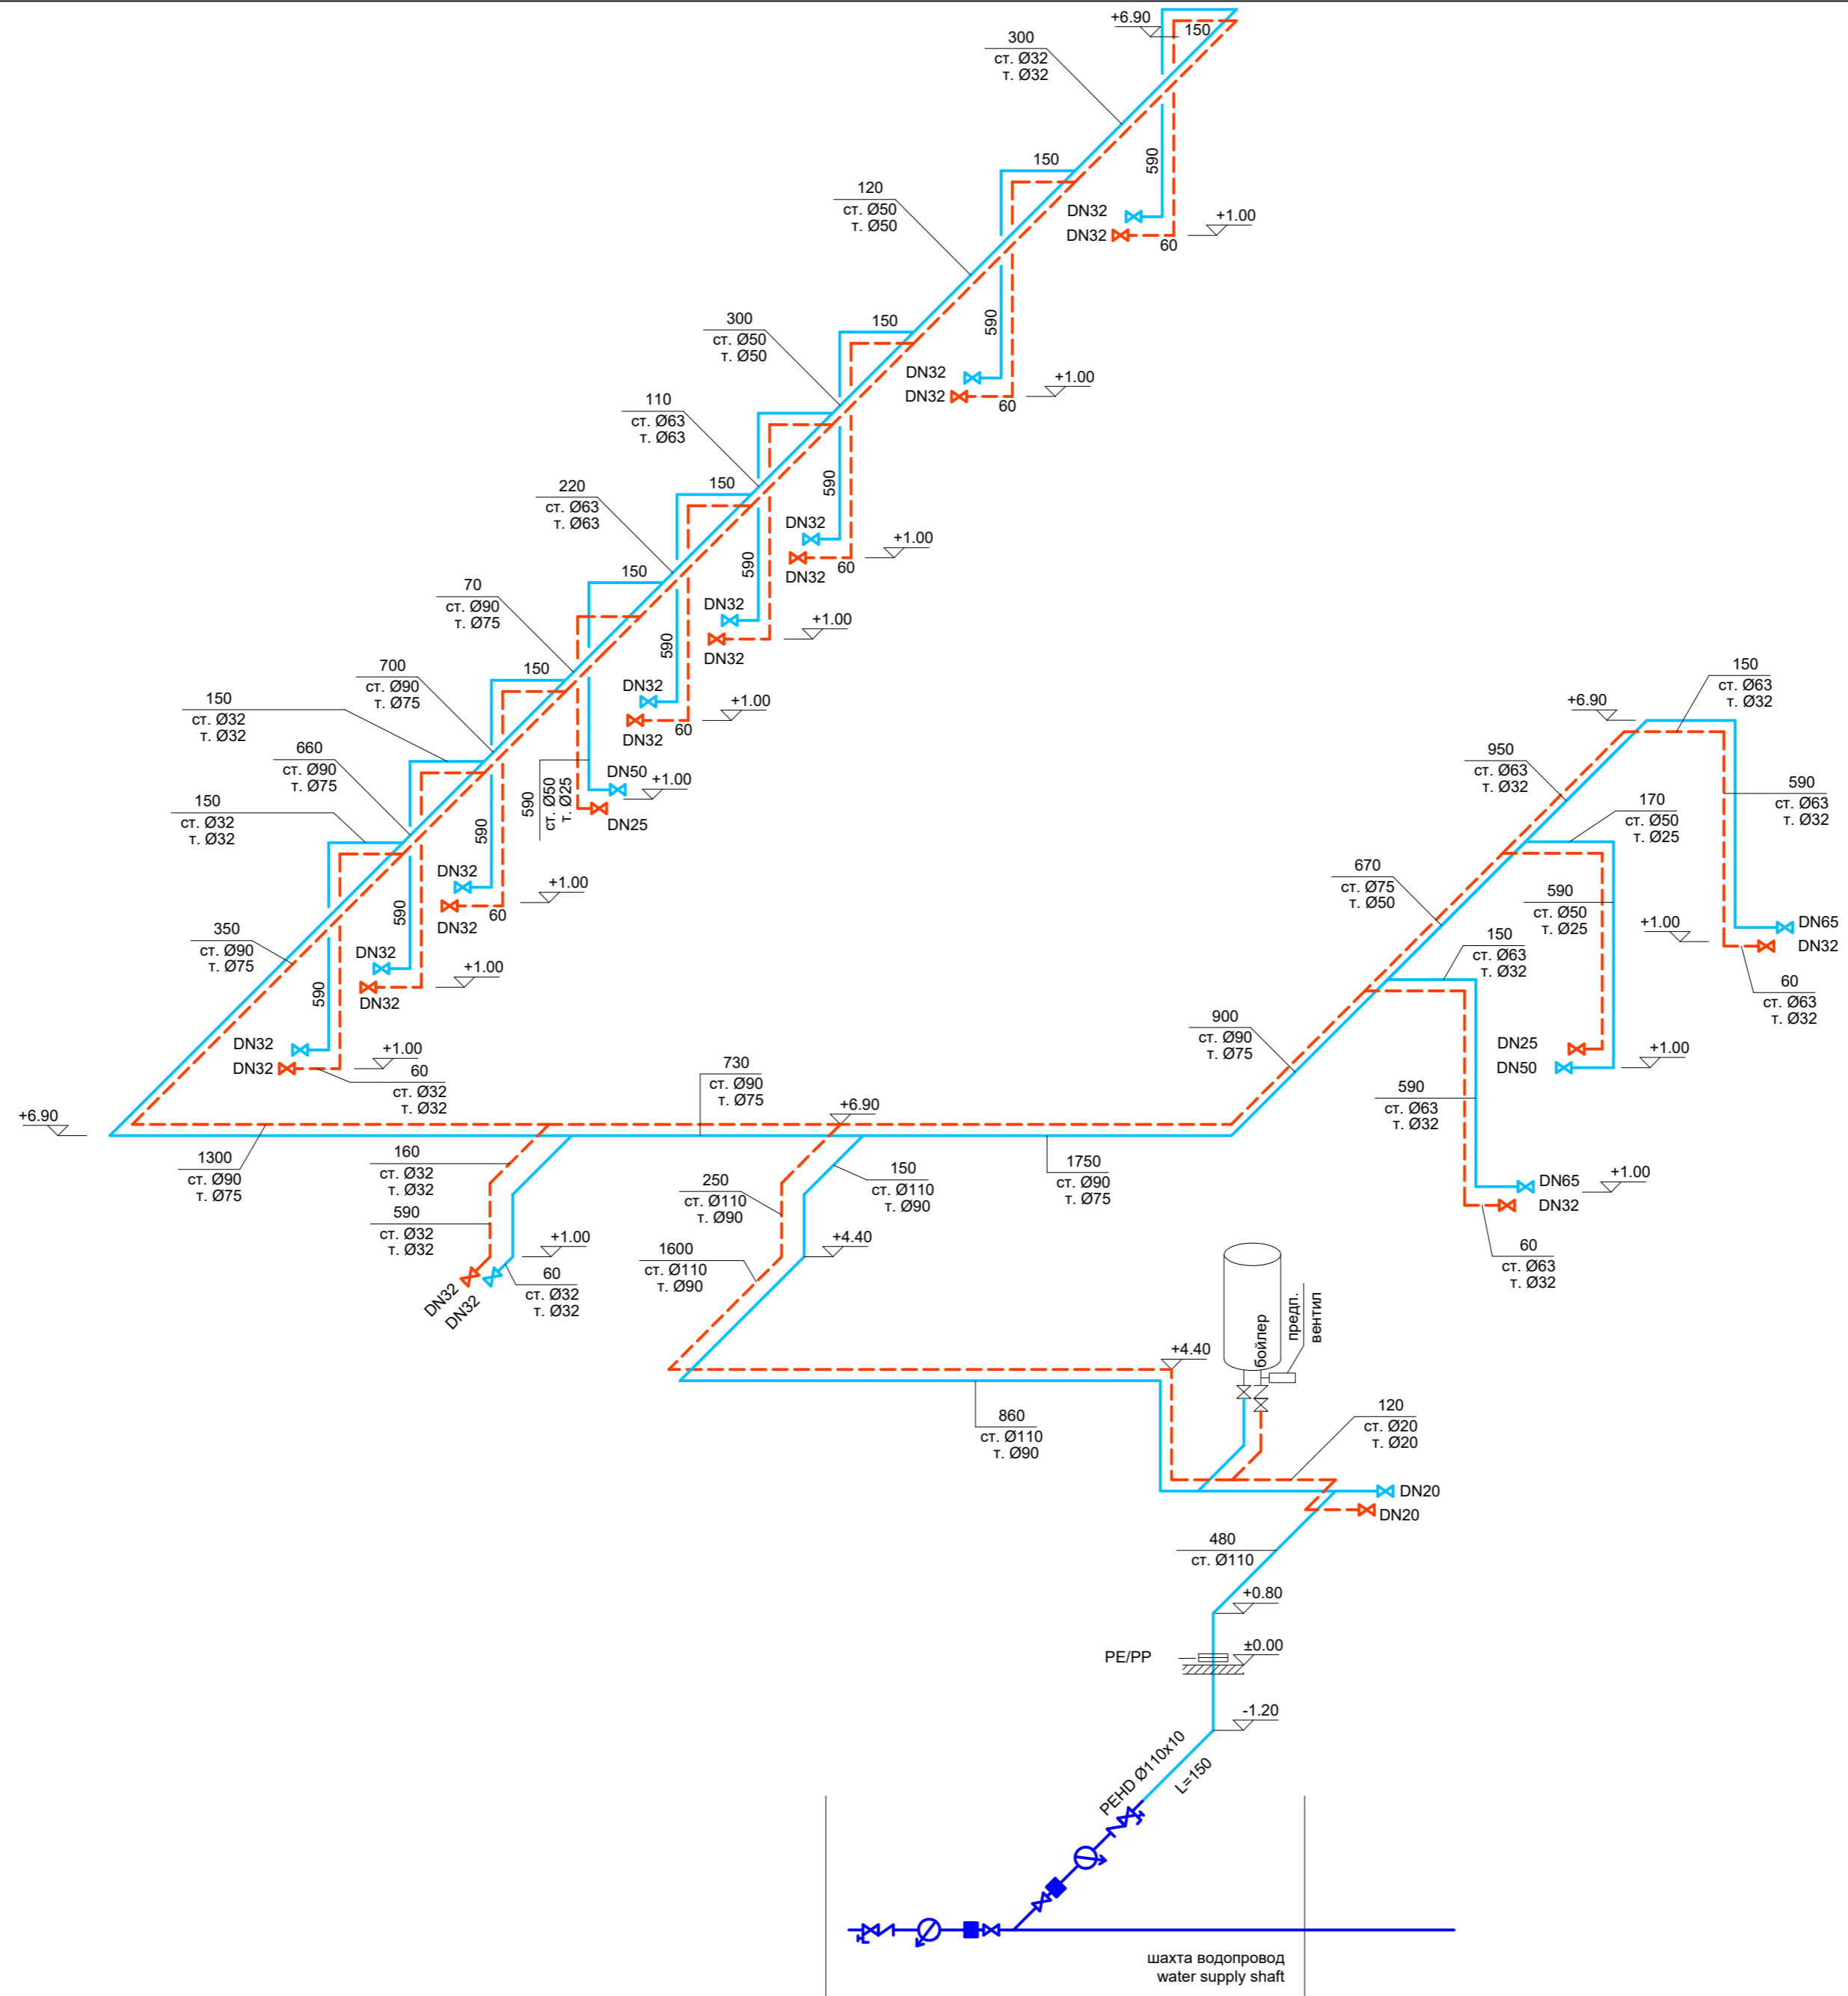 +6.90
150
300
ст. Ø32
т. Ø32
590
DN32
DN32
60
+1.00
150
120
ст. Ø50
т. Ø50
590
DN32
DN32
60
+1.00
150
300
ст. Ø50
т. Ø50
590
DN32
DN32
60
+1.00
110
ст. Ø63
т. Ø63
590
DN32
DN32
+1.00
150
220
ст. Ø63
т. Ø63
590
DN32
DN32
60
+1.00
150
70
ст. Ø90
т. Ø75
590
ст. Ø50
т. Ø25
DN50
+1.00
DN25
150
700
ст. Ø90
т. Ø75
590
DN32
DN32
60
+1.00
150
ст. Ø32
т. Ø32
660
ст. Ø90
т. Ø75
590
DN32
DN32
+1.00
150
ст. Ø32
т. Ø32
350
ст. Ø90
т. Ø75
590
DN32
DN32
+1.00
60
ст. Ø32
т. Ø32
+6.90
1300
ст. Ø90
т. Ø75
730
ст. Ø90
т. Ø75
+6.90
160
ст. Ø32
т. Ø32
590
ст. Ø32
т. Ø32
+1.00
DN32
DN32
60
ст. Ø32
т. Ø32
250
ст. Ø110
т. Ø90
150
ст. Ø110
т. Ø90
1750
ст. Ø90
т. Ø75
+4.40
1600
ст. Ø110
т. Ø90
900
ст. Ø90
т. Ø75
670
ст. Ø75
т. Ø50
950
ст. Ø63
т. Ø32
+6.90
150
ст. Ø63
т. Ø32
590
ст. Ø63
т. Ø32
170
ст. Ø50
т. Ø25
590
ст. Ø50
т. Ø25
+1.00
DN65
DN32
60
ст. Ø63
т. Ø32
150
ст. Ø63
т. Ø32
DN25
DN50
+1.00
590
ст. Ø63
т. Ø32
DN65
DN32
+1.00
60
ст. Ø63
т. Ø32
бойлер
предп.
вентил
+4.40
860
ст. Ø110
т. Ø90
120
ст. Ø20
т. Ø20
DN20
DN20
480
ст. Ø110
+0.80
PE/PP
±0.00
-1.20
PEHD Ø110x10
L=150
шахта водопровод
water supply shaft